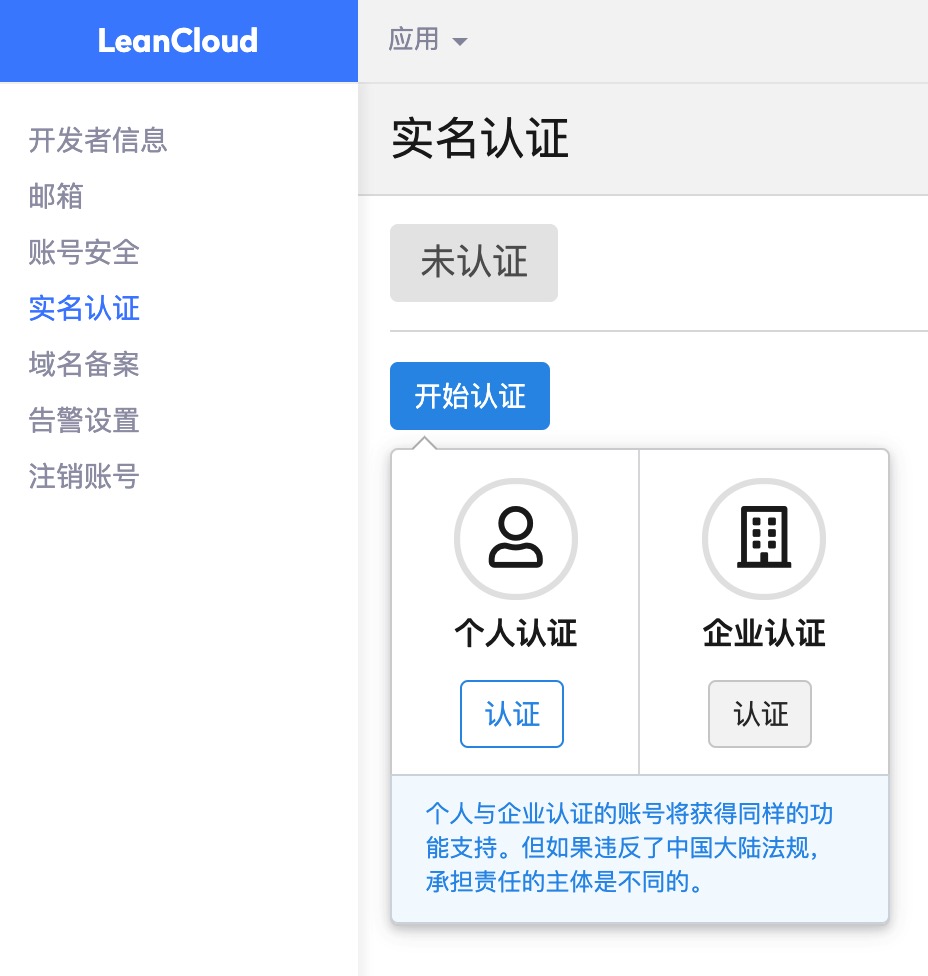 LeanCloud
应用
开发者信息
邮箱
账号安全
实名认证
域名备案
告警设置
注销账号
实名认证
未认证
开始认证
个人认证
企业认证
认证
认证
个人与企业认证的账号将获得同样的功
能支持。但如果违反了中国大陆法规，
承担责任的主体是不同的。